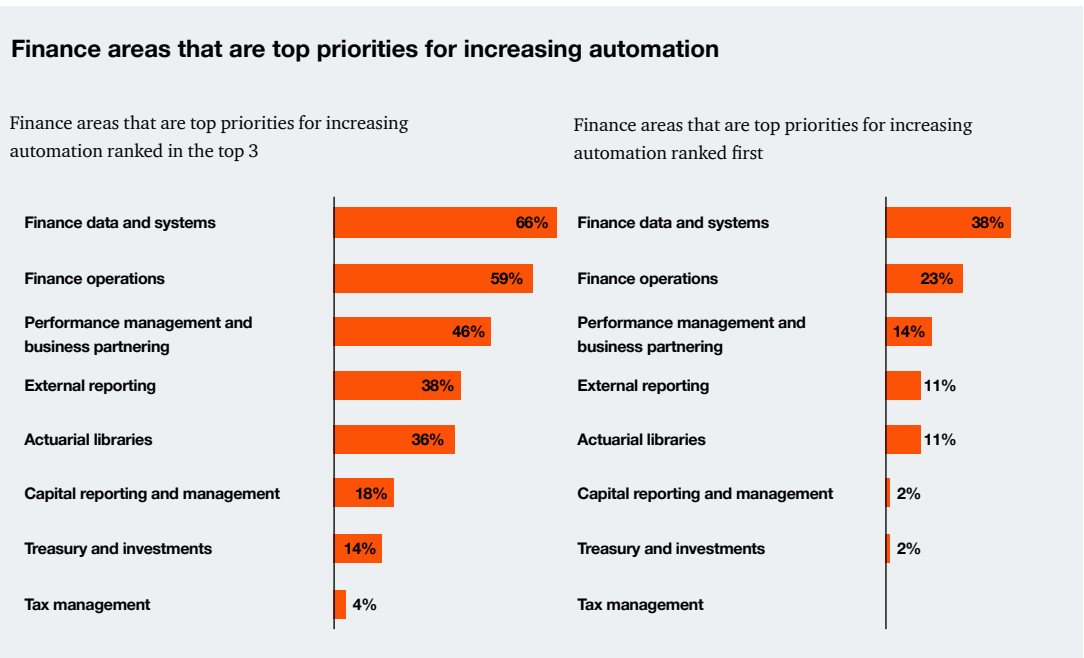 Finance areas that are top priorities for increasing automation
Finance areas that are top priorities for increasing
automation ranked in the top 3
Finance data and systems
66%
Finance operations
59%
Performance management and
business partnering
46%
External reporting
38%
Actuarial libraries
36%
Capital reporting and management
18%
Treasury and investments
14%
Tax management
4%
Finance areas that are top priorities for increasing
automation ranked first
Finance data and systems
38%
Finance operations
23%
Performance management and
business partnering
14%
External reporting
11%
Actuarial libraries
11%
Capital reporting and management
2%
Treasury and investments
2%
Tax management